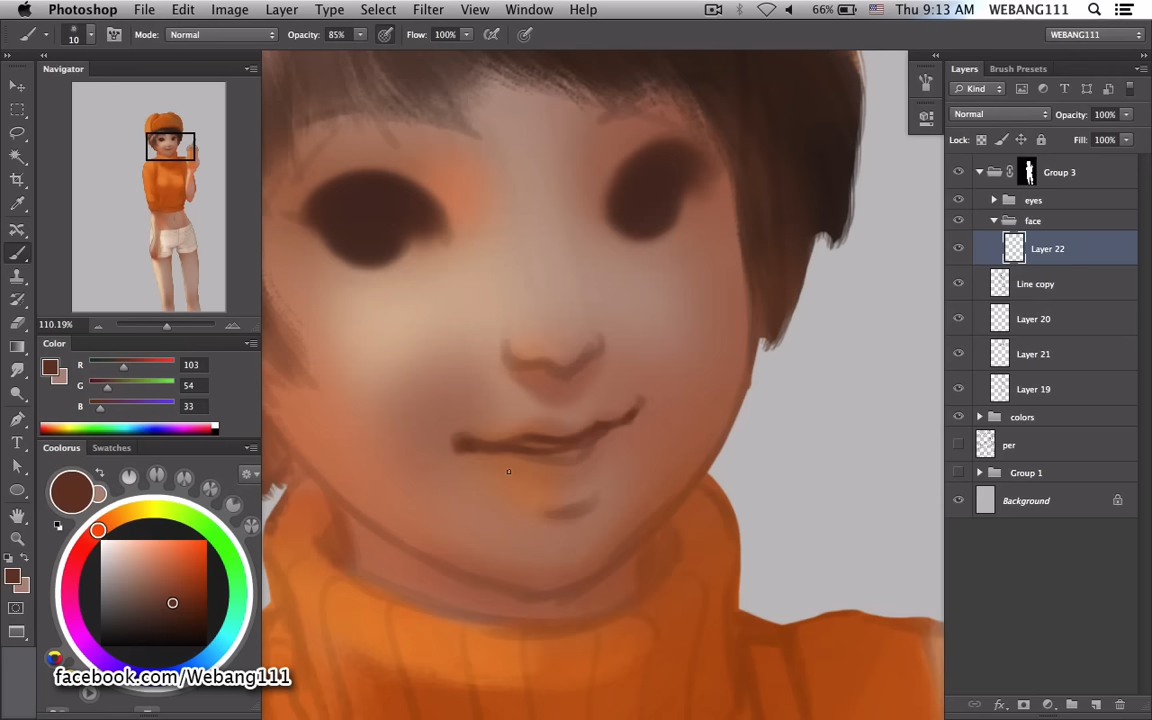 Photoshop File Edit Image Layer Type Select Filter View Window Help 66% Thu 9:13 AM WEBANG111
10 Mode: Normal Opacity: 85% Flow: 100% WEBANG111
Navigator
110.19%
Color
R 103
G 54
B 33
Colorus Swatches
facebook.com/Webang111
Layers Brush Presets
Kind
Normal Opacity: 100%
Lock: Fill: 100%
Group 3
eyes
face
Layer 22
Line copy
Layer 20
Layer 21
Layer 19
colors
per
Group 1
Background